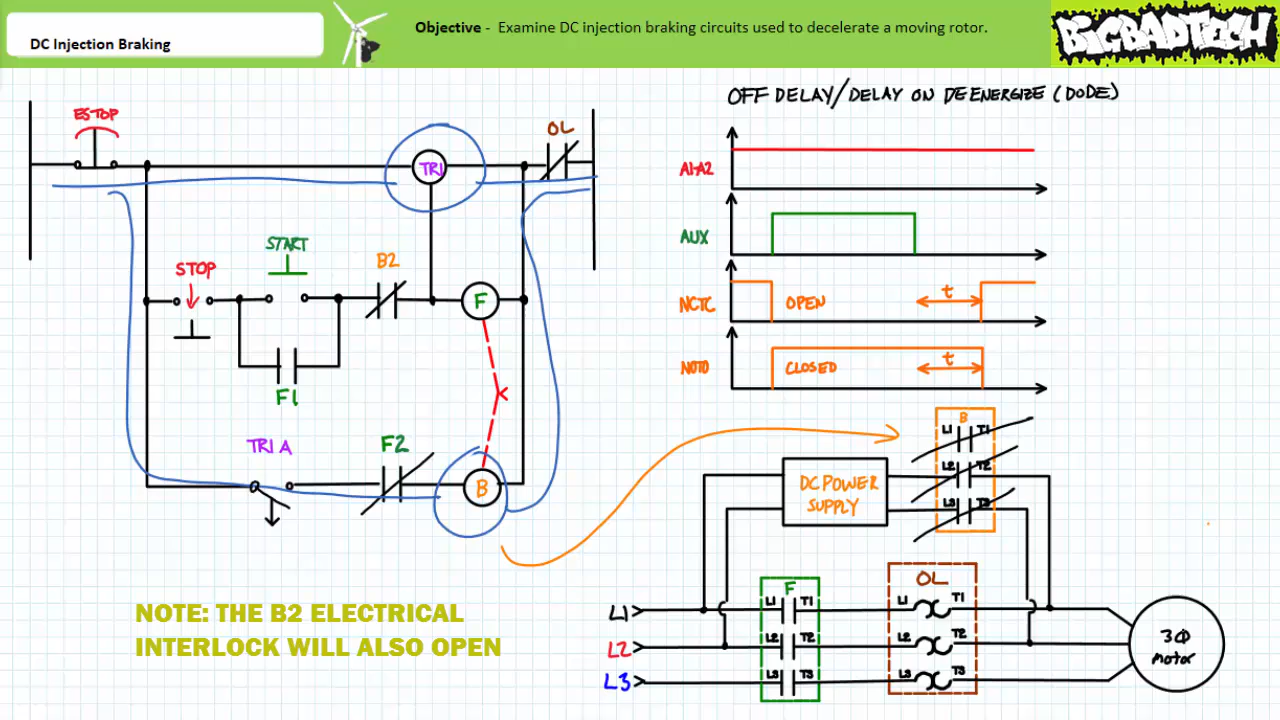 DC Injection Braking
Objective - Examine DC injection braking circuits used to decelerate a moving rotor.
BIGBADTECH
ESTOP
TR1
OL
START
STOP
B2
F
F1
TR1 A
F2
B
NOTE: THE B2 ELECTRICAL
INTERLOCK WILL ALSO OPEN
OFF DELAY/DELAY ON DEENERGIZE (DODE)
A1-A2
AUX
NCTC
OPEN
t
NOTO
CLOSED
t
B
L1 T1
L2 T2
L3 T3
DC POWER
SUPPLY
F
OL
L1
L1 T1
L1 T1
L2
L2 T2
L2 T2
L3
L3 T3
L3 T3
3Φ
motor